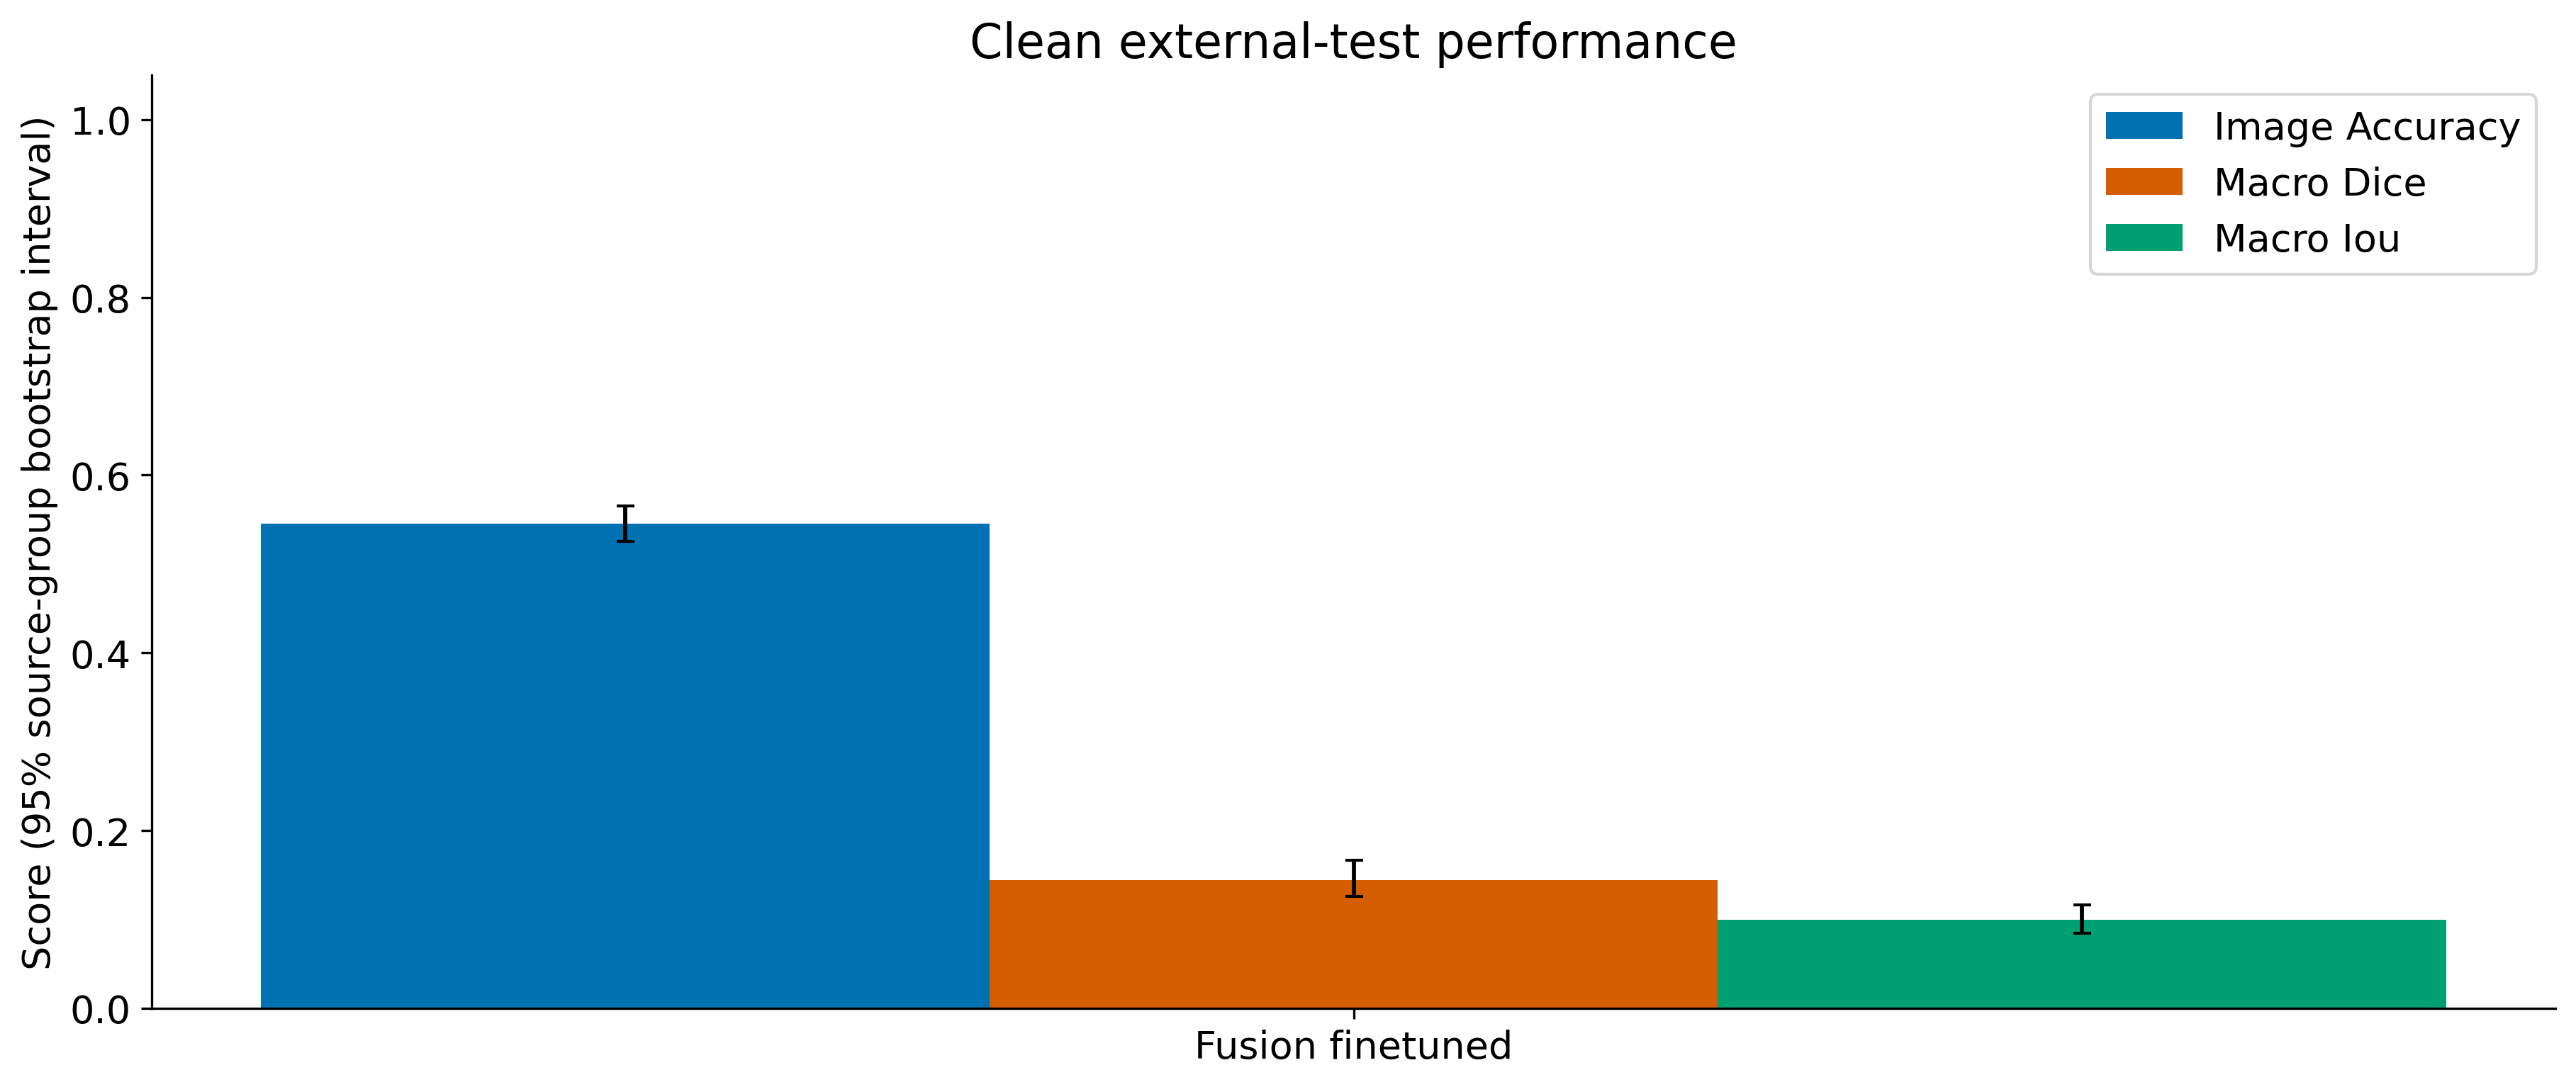 Clean external-test performance
Score (95% source-group bootstrap interval)
1.0
0.8
0.6
0.4
0.2
0.0
Image Accuracy
Macro Dice
Macro Iou
Fusion finetuned